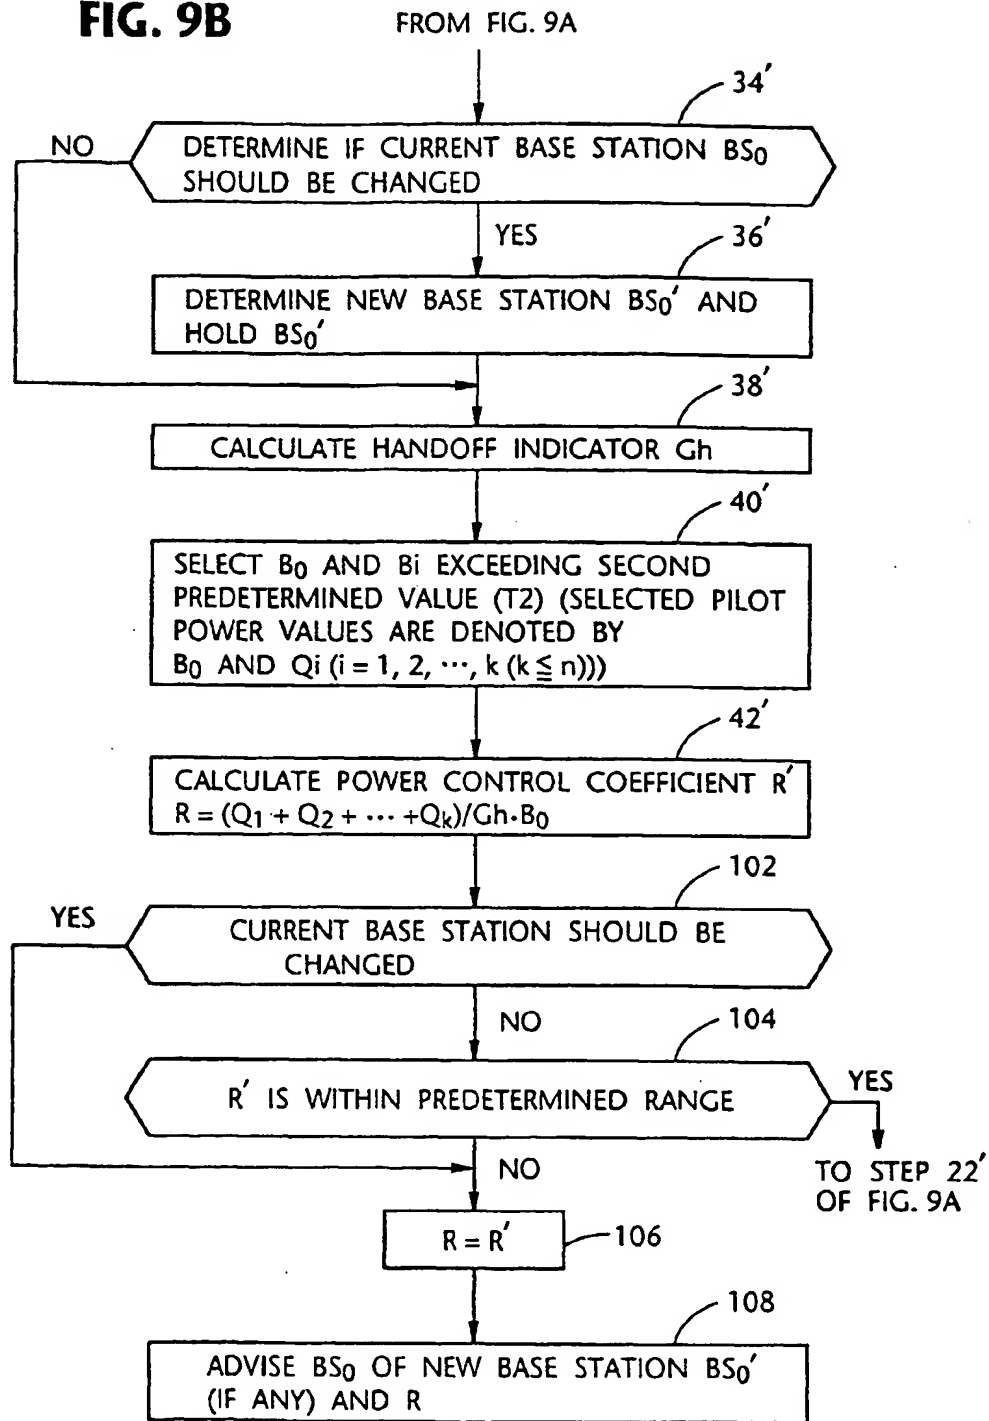 FIG. 9B
FROM FIG. 9A
34′
NO
DETERMINE IF CURRENT BASE STATION BS₀
SHOULD BE CHANGED
YES
36′
DETERMINE NEW BASE STATION BS₀′ AND
HOLD BS₀′
38′
CALCULATE HANDOFF INDICATOR Gh
40′
SELECT B₀ AND Bi EXCEEDING SECOND
PREDETERMINED VALUE (T2) (SELECTED PILOT
POWER VALUES ARE DENOTED BY
B₀ AND Qi (i = 1, 2, ···, k (k ≦ n)))
42′
CALCULATE POWER CONTROL COEFFICIENT R′
R = (Q₁ + Q₂ + ··· +Qₖ)/Gh·B₀
102
YES
CURRENT BASE STATION SHOULD BE
CHANGED
NO
104
R′ IS WITHIN PREDETERMINED RANGE
YES
NO
TO STEP 22′
OF FIG. 9A
R = R′
106
108
ADVISE BS₀ OF NEW BASE STATION BS₀′
(IF ANY) AND R